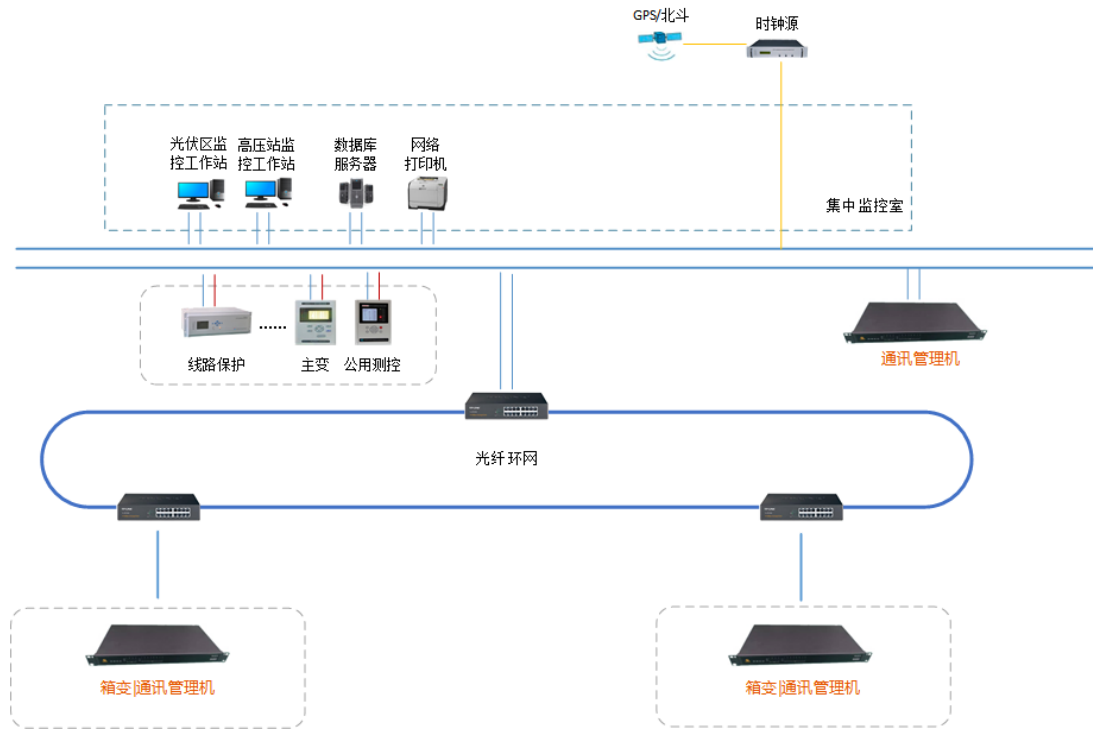 GPS/北斗
时钟源
光伏区监
控工作站
高压站监
控工作站
数据库
服务器
网络
打印机
集中监控室
......
线路保护
主变
公用测控
通讯管理机
光纤环网
箱变|通讯管理机
箱变|通讯管理机